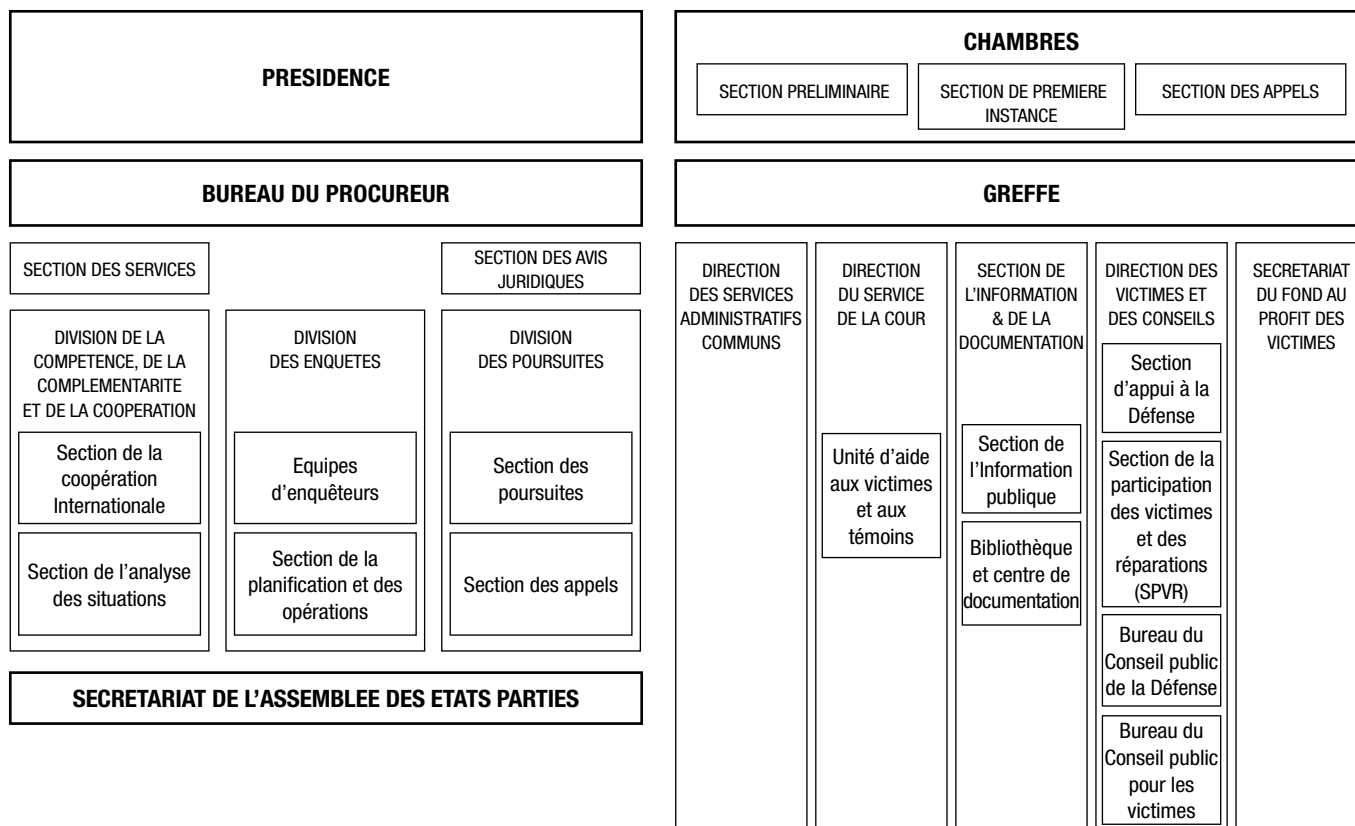 PRESIDENCE
CHAMBRES
SECTION PRELIMINAIRE
SECTION DE PREMIERE
INSTANCE
SECTION DES APPELS
BUREAU DU PROCUREUR
SECTION DES SERVICES
SECTION DES AVIS
JURIDIQUES
DIVISION DE LA
COMPETENCE, DE LA
COMPLEMENTARITE
ET DE LA COOPERATION
Section de la
coopération
Internationale
Section de l’analyse
des situations
DIVISION
DES ENQUETES
Equipes
d’enquêteurs
Section de la
planification et des
opérations
DIVISION
DES POURSUITES
Section des
poursuites
Section des appels
SECRETARIAT DE L’ASSEMBLEE DES ETATS PARTIES
GREFFE
DIRECTION
DES SERVICES
ADMINISTRATIFS
COMMUNS
DIRECTION
DU SERVICE
DE LA COUR
Unité d’aide
aux victimes
et aux
témoins
SECTION DE
L’INFORMATION
& DE LA
DOCUMENTATION
Section de
l’Information
publique
Bibliothèque
et centre de
documentation
DIRECTION DES
VICTIMES ET
DES CONSEILS
Section
d’appui à la
Défense
Section de la
participation
des victimes
et des
réparations
(SPVR)
Bureau du
Conseil public
de la Défense
Bureau du
Conseil public
pour les
victimes
SECRETARIAT
DU FOND AU
PROFIT DES
VICTIMES